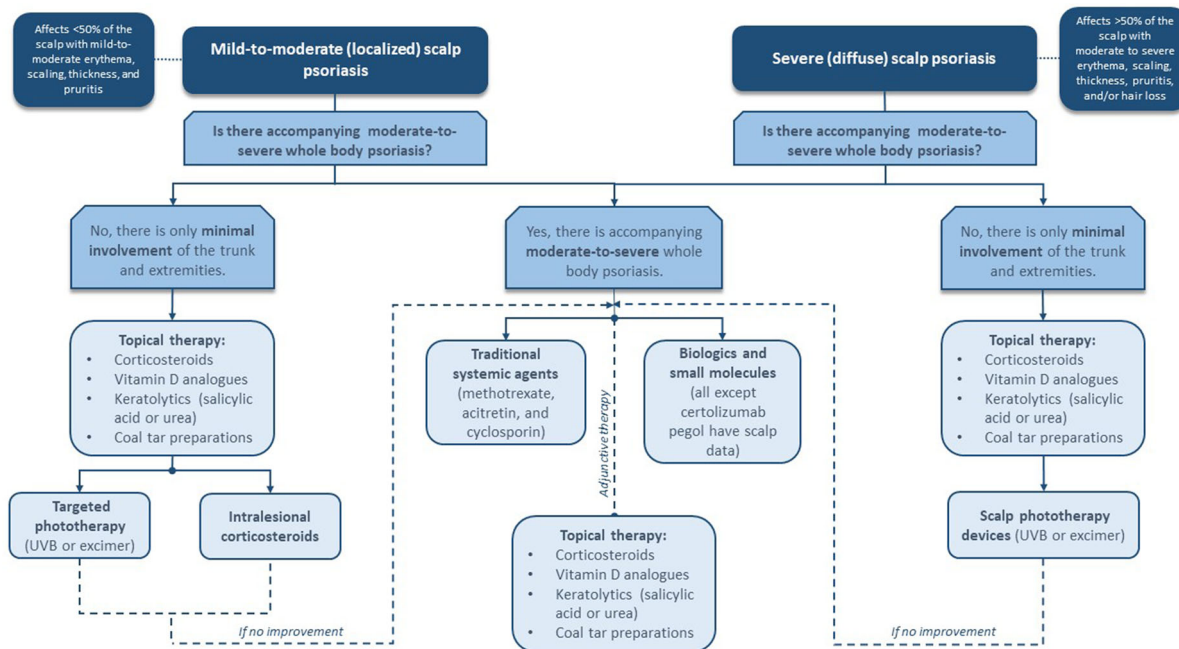 Affects <50% of the
scalp with mild-to-
moderate erythema,
scaling, thickness, and
pruritis
Mild-to-moderate (localized) scalp
psoriasis
Severe (diffuse) scalp psoriasis
Affects >50% of the
scalp with
moderate to severe
erythema, scaling,
thickness, pruritis,
and/or hair loss
Is there accompanying moderate-to-
severe whole body psoriasis?
Is there accompanying moderate-to-
severe whole body psoriasis?
No, there is only minimal
involvement of the trunk
and extremities.
Yes, there is accompanying
moderate-to-severe whole
body psoriasis.
No, there is only minimal
involvement of the trunk
and extremities.
Topical therapy:
• Corticosteroids
• Vitamin D analogues
• Keratolytics (salicylic
acid or urea)
• Coal tar preparations
Traditional
systemic agents
(methotrexate,
acitretin, and
cyclosporin)
Adjunctive therapy
Biologics and
small molecules
(all except
certolizumab
pegol have scalp
data)
Topical therapy:
• Corticosteroids
• Vitamin D analogues
• Keratolytics (salicylic
acid or urea)
• Coal tar preparations
Targeted
phototherapy
(UVB or excimer)
Intralesional
corticosteroids
Topical therapy:
• Corticosteroids
• Vitamin D analogues
• Keratolytics (salicylic
acid or urea)
• Coal tar preparations
Scalp phototherapy
devices (UVB or excimer)
If no improvement
If no improvement